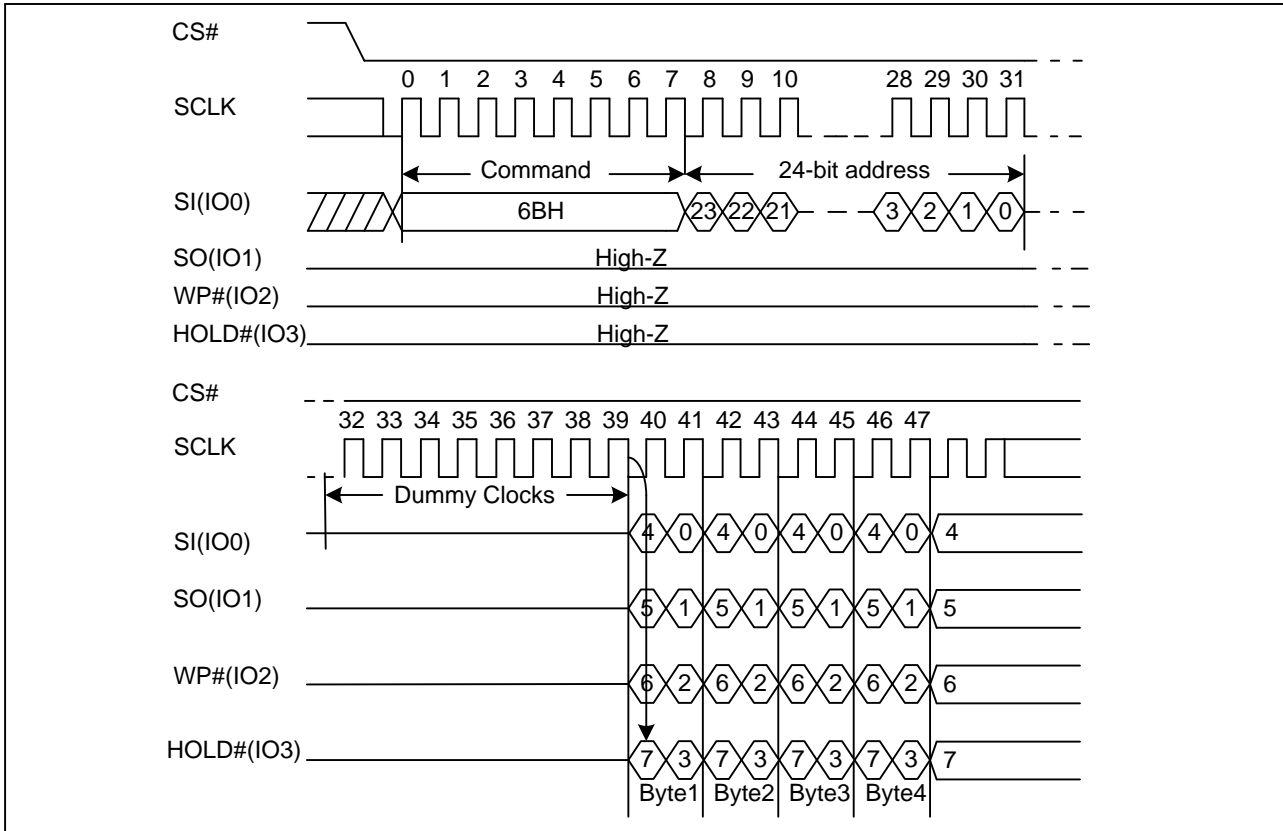 CS#
0 1 2 3 4 5 6 7 8 9 10 28 29 30 31
SCLK
Command 24-bit address
SI(IO0) 6BH 23 22 21 3 2 1 0
SO(IO1) High-Z
WP#(IO2) High-Z
HOLD#(IO3) High-Z
CS#
32 33 34 35 36 37 38 39 40 41 42 43 44 45 46 47
SCLK
Dummy Clocks
SI(IO0) 4 0 4 0 4 0 4 0 4
SO(IO1) 5 1 5 1 5 1 5 1 5
WP#(IO2) 6 2 6 2 6 2 6 2 6
HOLD#(IO3) 7 3 7 3 7 3 7 3 7
Byte1 Byte2 Byte3 Byte4